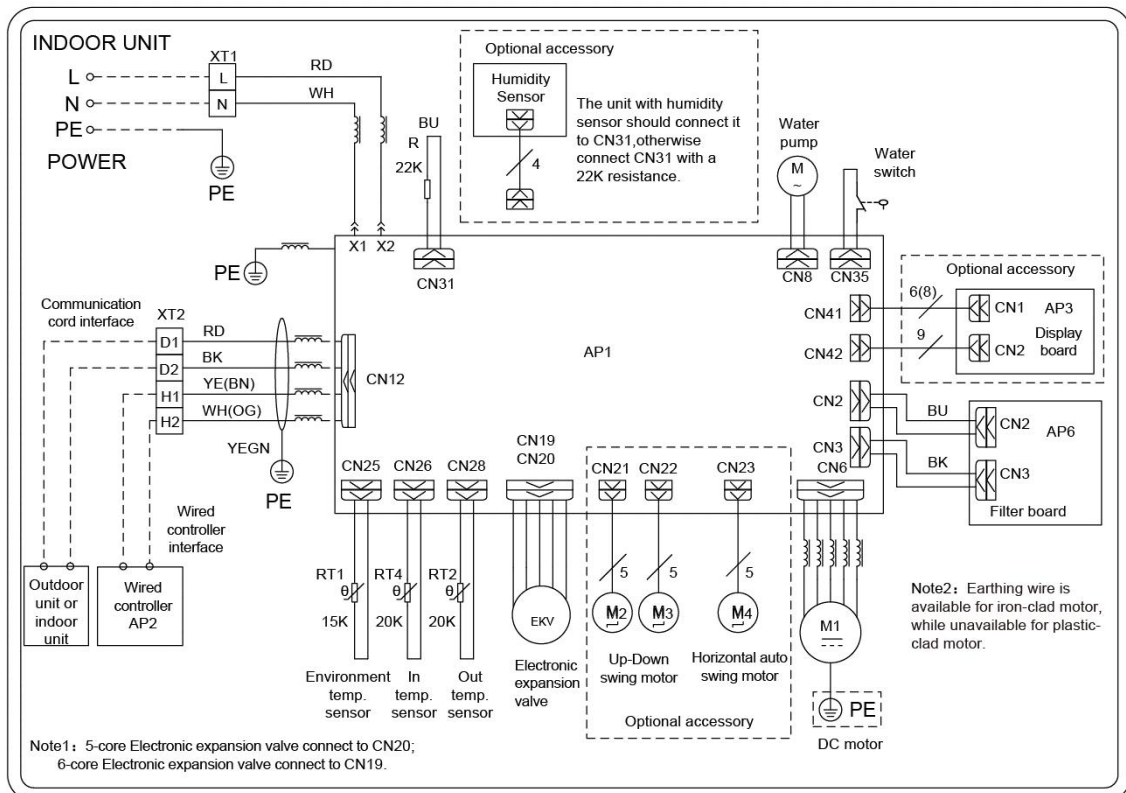 INDOOR UNIT
L
N
PE
POWER
XT1
L
N
RD
WH
PE
BU
R
22K
Optional accessory
Humidity
Sensor
4
The unit with humidity
sensor should connect it
to CN31,otherwise
connect CN31 with a
22K resistance.
Water
pump
M
~
Water
switch
X1
X2
CN31
CN8
CN35
PE
Communication
cord interface
XT2
D1
D2
H1
H2
RD
BK
YE(BN)
WH(OG)
YEGN
PE
CN12
AP1
CN41
CN42
CN2
CN3
CN6
Optional accessory
6(8)
9
CN1
CN2
AP3
Display
board
BU
BK
CN2
CN3
AP6
Filter board
Wired
controller
interface
Outdoor
unit or
indoor
unit
Wired
controller
AP2
CN25
CN26
CN28
CN19
CN20
CN21
CN22
CN23
RT1
θ
15K
RT4
θ
20K
RT2
θ
20K
EKV
5
5
5
M2
M3
M4
M1
Environment
temp.
sensor
In
temp.
sensor
Out
temp.
sensor
Electronic
expansion
valve
Up-Down
swing motor
Horizontal auto
swing motor
Optional accessory
PE
DC motor
Note2：Earthing wire is
available for iron-clad motor,
while unavailable for plastic-
clad motor.
Note1：5-core Electronic expansion valve connect to CN20;
6-core Electronic expansion valve connect to CN19.